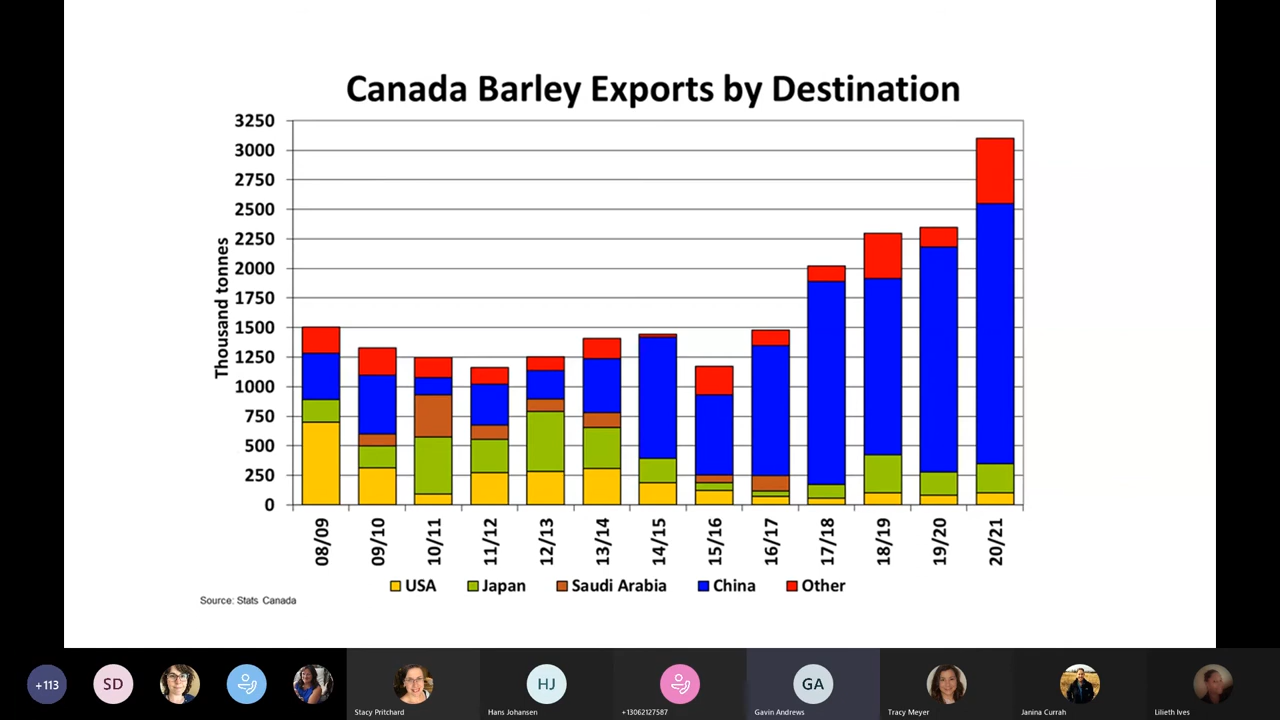 Canada Barley Exports by Destination
3250
3000
2750
2500
2250
2000
1750
1500
1250
1000
750
500
250
0
Thousand tonnes
08/09 09/10 10/11 11/12 12/13 13/14 14/15 15/16 16/17 17/18 18/19 19/20 20/21
USA Japan Saudi Arabia China Other
Source: Stats Canada
+113 SD HJ GA
Stacy Pritchard Hans Johansen +13062127587 Gavin Andrews Tracy Meyer Janina Currah Lilieth Ives